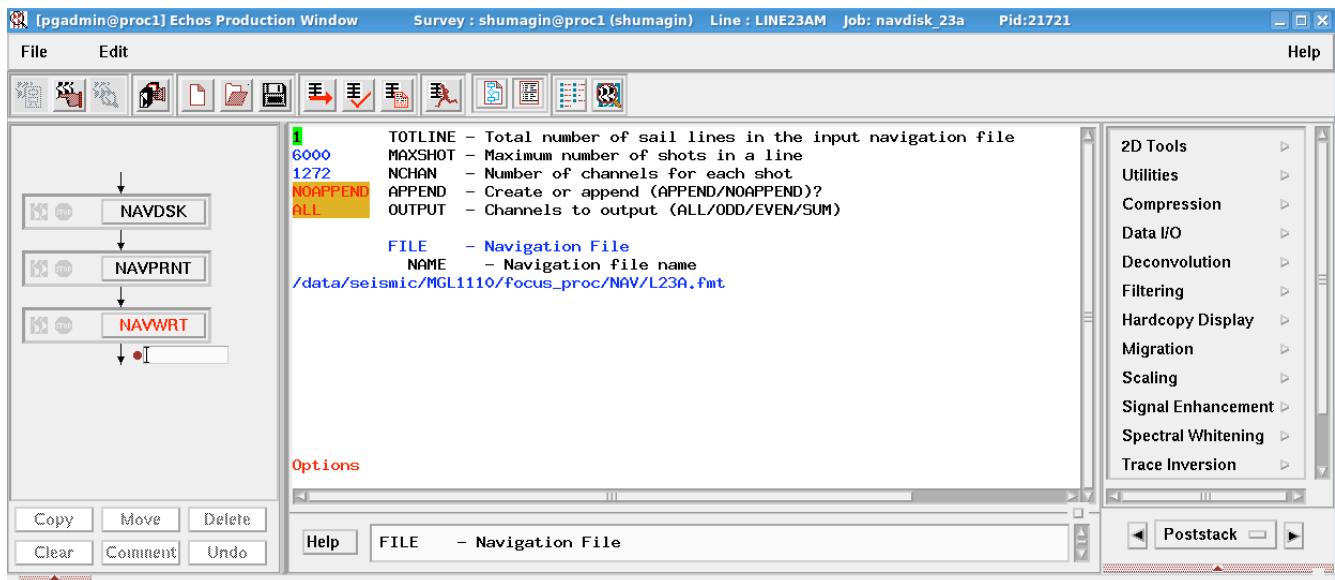 [pgadmin@proc1] Echos Production Window Survey : shumagin@proc1 (shumagin) Line : LINE23AM Job: navdisk_23a Pid:21721
File Edit Help
NAVDSK
NAVPRNT
NAVWRT
Copy Move Delete
Clear Comment Undo
1 TOTLINE – Total number of sail lines in the input navigation file
6000 MAXSHOT – Maximum number of shots in a line
1272 NCHAN – Number of channels for each shot
NOAPPEND APPEND – Create or append (APPEND/NOAPPEND)?
ALL OUTPUT – Channels to output (ALL/ODD/EVEN/SUM)
FILE – Navigation File
NAME – Navigation file name
/data/seismic/MGL1110/focus_proc/NAV/L23A.fmt
Options
Help FILE – Navigation File
2D Tools
Utilities
Compression
Data I/O
Deconvolution
Filtering
Hardcopy Display
Migration
Scaling
Signal Enhancement
Spectral Whitening
Trace Inversion
Poststack